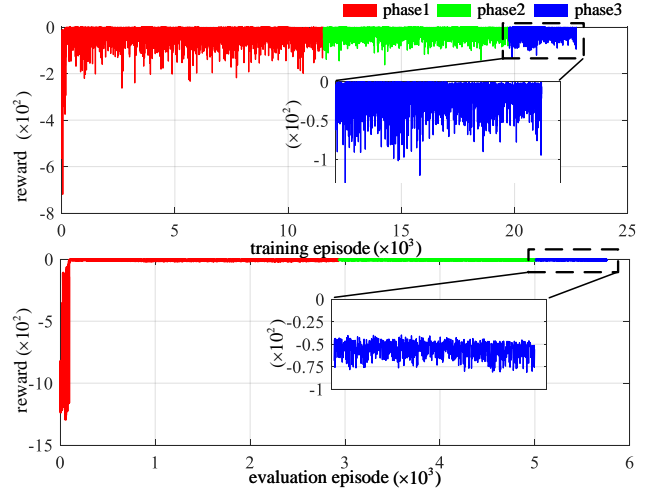 phase1 phase2 phase3
0
-2
-4
-6
-8
reward (×10²)
0
-0.5
-1
(×10²)
0 5 10 15 20 25
training episode (×10³)
0
-5
-10
-15
reward (×10²)
0
-0.25
-0.5
-0.75
-1
(×10²)
0 1 2 3 4 5 6
evaluation episode (×10³)